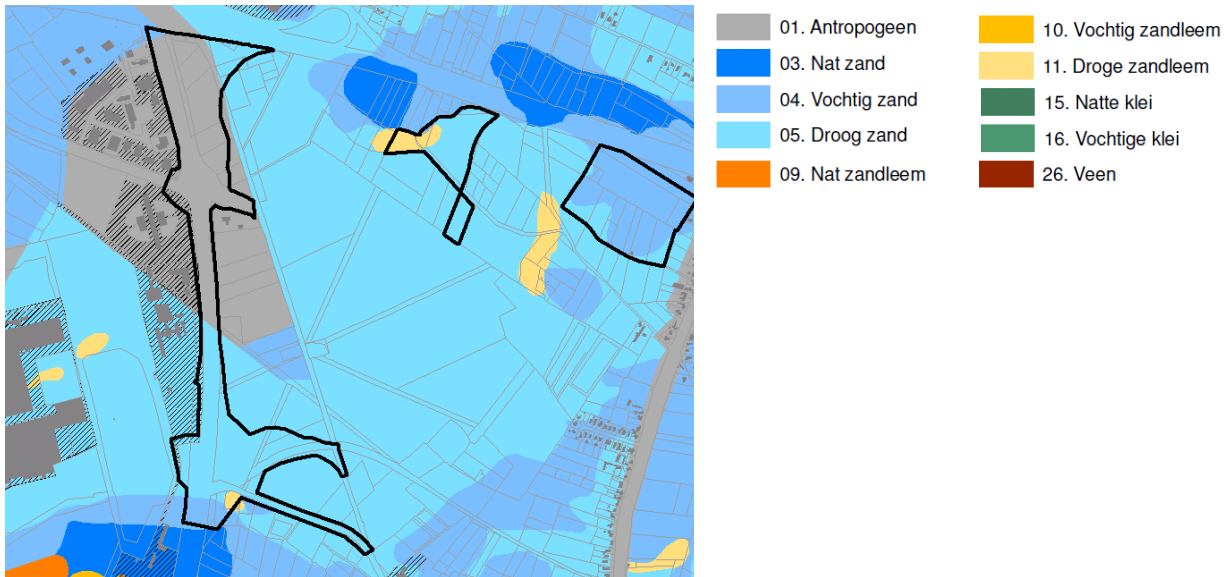 01. Antropogeen
03. Nat zand
04. Vochtig zand
05. Droog zand
09. Nat zandleem
10. Vochtig zandleem
11. Droge zandleem
15. Natte klei
16. Vochtige klei
26. Veen